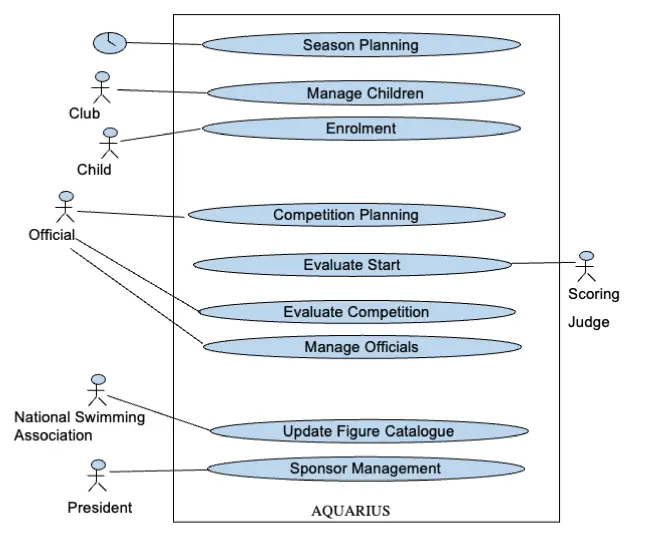 Season Planning
Manage Children
Club
Enrolment
Child
Competition Planning
Official
Evaluate Start
Scoring
Judge
Evaluate Competition
Manage Officials
National Swimming
Association
Update Figure Catalogue
Sponsor Management
President
AQUARIUS